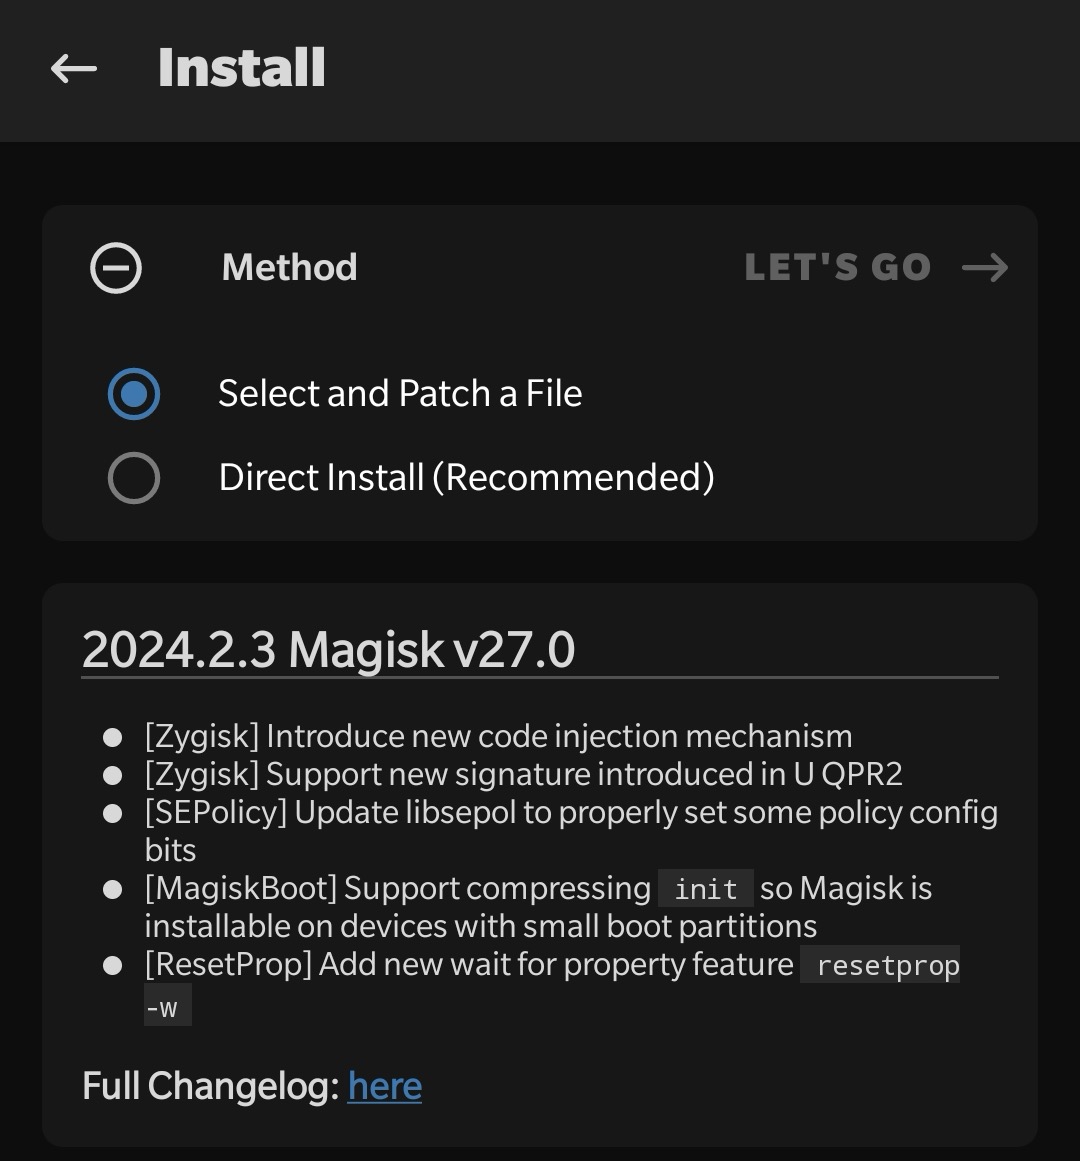 Install
Method
LET'S GO
Select and Patch a File
Direct Install (Recommended)
2024.2.3 Magisk v27.0
[Zygisk] Introduce new code injection mechanism
[Zygisk] Support new signature introduced in U QPR2
[SEPolicy] Update libsepol to properly set some policy config
bits
[MagiskBoot] Support compressing init so Magisk is
installable on devices with small boot partitions
[ResetProp] Add new wait for property feature resetprop
-w
Full Changelog: here